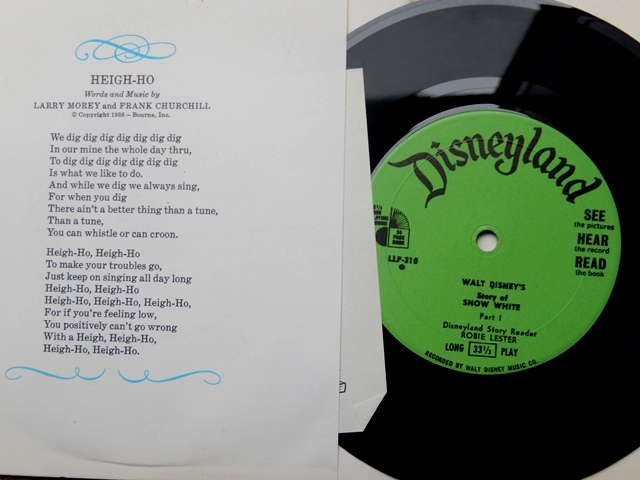 HEIGH-HO
Words and Music by
LARRY MOREY and FRANK CHURCHILL
© Copyright 1938 – Bourne, Inc.
We dig dig dig dig dig dig dig
In our mine the whole day thru,
To dig dig dig dig dig dig dig
Is what we like to do.
And while we dig we always sing,
For when you dig
There ain't a better thing than a tune,
Than a tune,
You can whistle or can croon.
Heigh-Ho, Heigh-Ho
To make your troubles go,
Just keep on singing all day long
Heigh-Ho, Heigh-Ho
Heigh-Ho, Heigh-Ho, Heigh-Ho,
For if you're feeling low,
You positively can't go wrong
With a Heigh, Heigh-Ho,
Heigh-Ho, Heigh-Ho.
Disneyland
SEE
the pictures
HEAR
the record
READ
the book
24
PAGE
BOOK
LLP-310
WALT DISNEY'S
Story of
SNOW WHITE
Part 1
Disneyland Story Reader
ROBIE LESTER
LONG 33⅓ PLAY
RECORDED BY WALT DISNEY MUSIC CO.